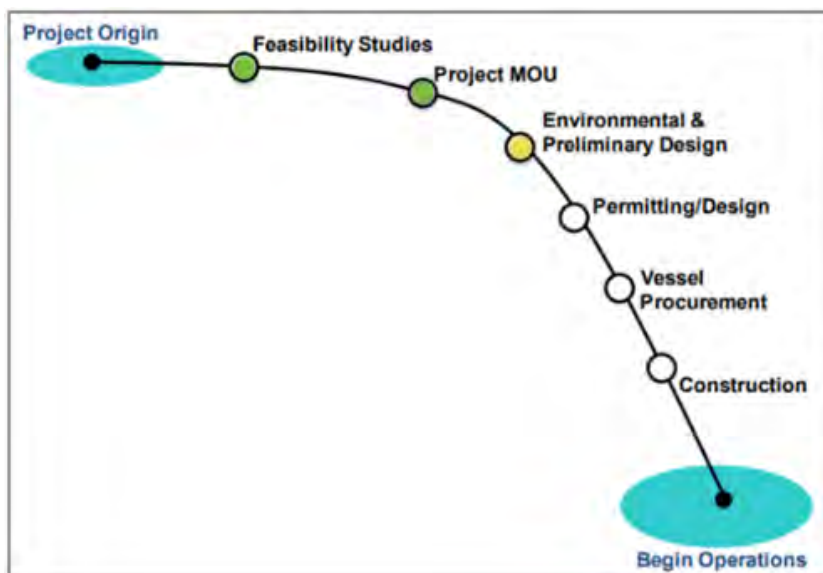 Project Origin
Feasibility Studies
Project MOU
Environmental &
Preliminary Design
Permitting/Design
Vessel
Procurement
Construction
Begin Operations